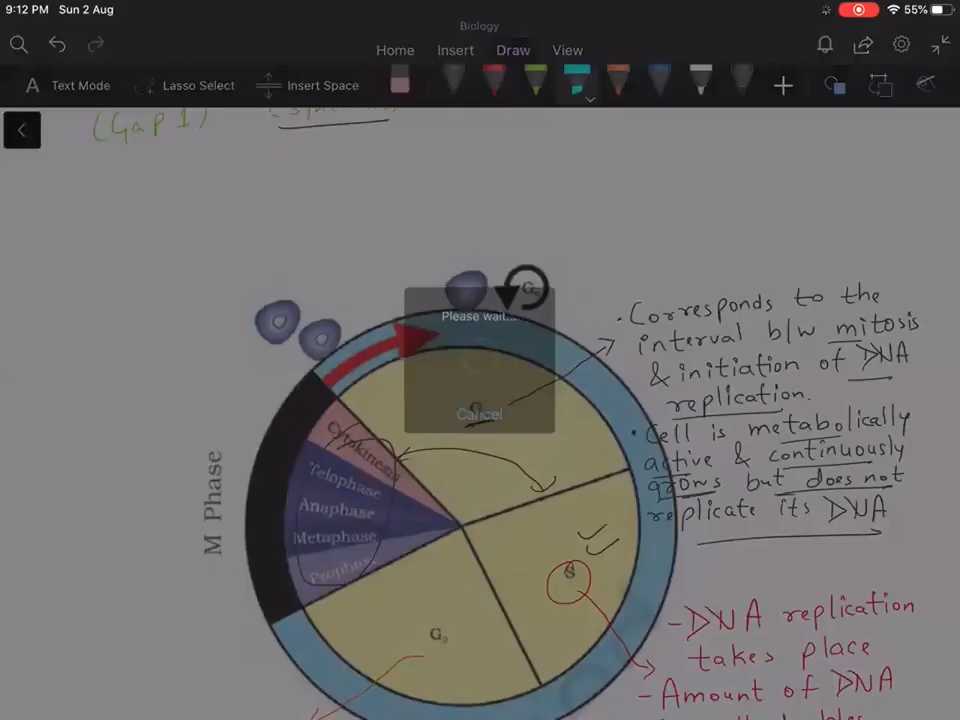 9:12 PM Sun 2 Aug
55%
Biology
Home Insert Draw View
A Text Mode Lasso Select Insert Space
(Gap 1)
Please wait...
Cancel
G
Corresponds to the
interval b/w mitosis
& initiation of DNA
replication.
Cell is metabolically
active & continuously
grows but does not
replicate its DNA
Cytokinesis
Telophase
Anaphase
Metaphase
Prophase
M Phase
S
G₂
- DNA replication
takes place
- Amount of DNA